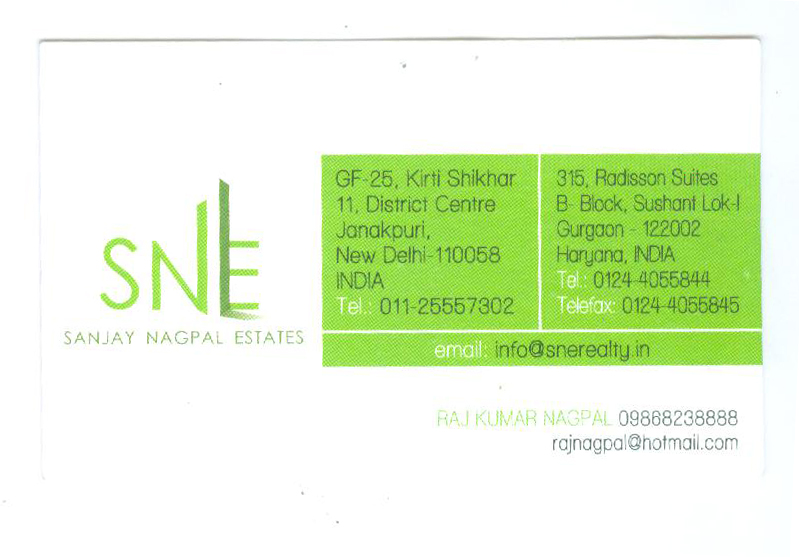 SNE
SANJAY NAGPAL ESTATES
GF-25, Kirti Shikhar
11, District Centre
Janakpuri,
New Delhi-110058
INDIA
Tel.: 011-25557302
315, Radisson Suites
B- Block, Sushant Lok-I
Gurgaon - 122002
Haryana, INDIA
Tel.: 0124-4055844
Telefax: 0124-4055845
email: info@snerealty.in
RAJ KUMAR NAGPAL 09868238888
rajnagpal@hotmail.com